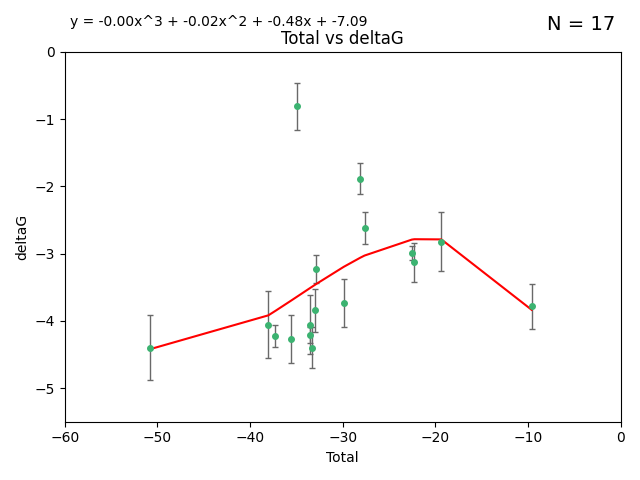 y = -0.00x^3 + -0.02x^2 + -0.48x + -7.09
N = 17
Total vs deltaG
0
−1
−2
−3
−4
−5
deltaG
−60 −50 −40 −30 −20 −10 0
Total